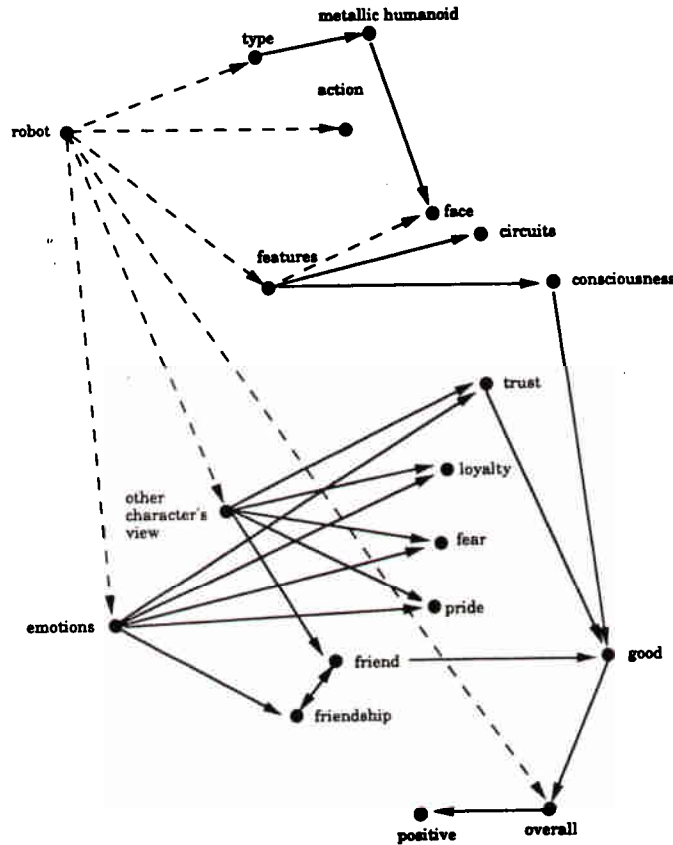 metallic humanoid
type
action
robot
face
circuits
features
consciousness
trust
loyalty
other
character's
view
fear
pride
emotions
friend
good
friendship
positive
overall